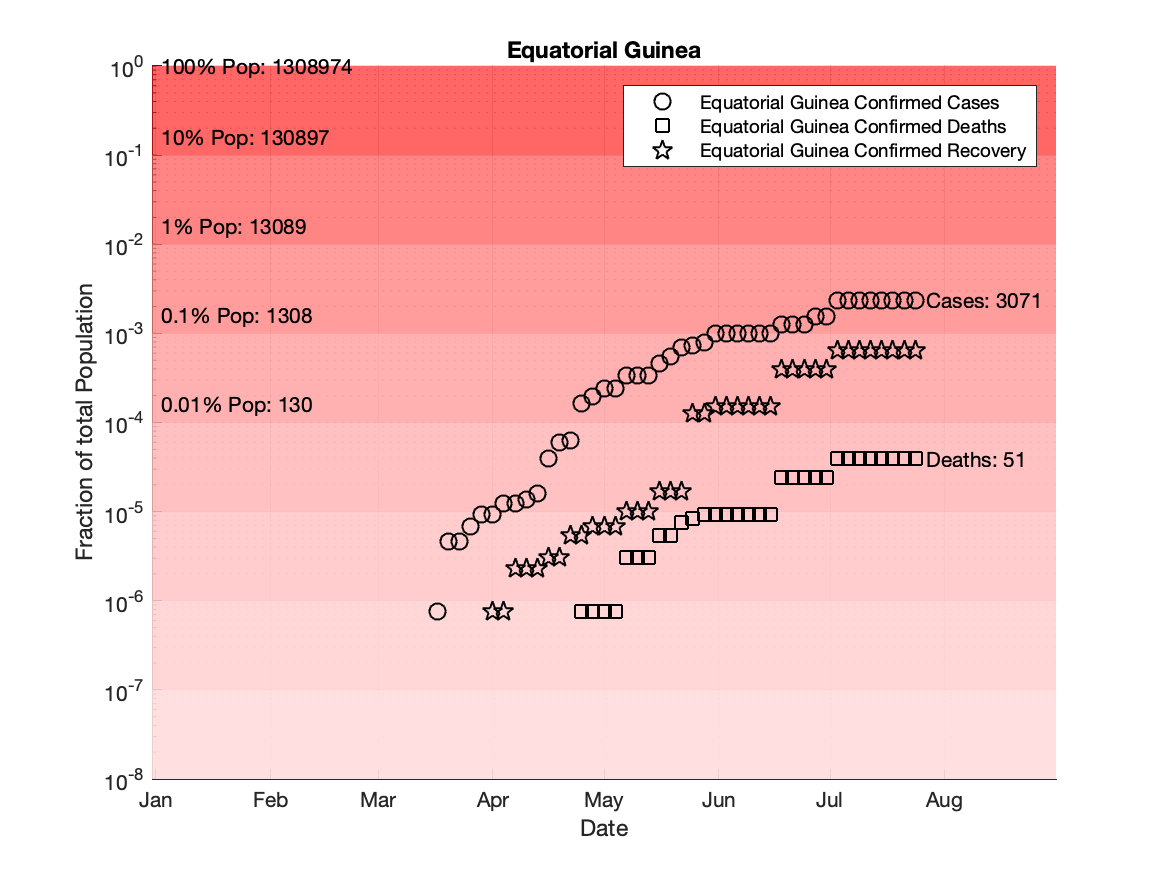 Equatorial Guinea
10^0
100% Pop: 1308974
Equatorial Guinea Confirmed Cases
Equatorial Guinea Confirmed Deaths
Equatorial Guinea Confirmed Recovery
10% Pop: 130897
10^-1
1% Pop: 13089
10^-2
Cases: 3071
0.1% Pop: 1308
10^-3
0.01% Pop: 130
10^-4
Deaths: 51
10^-5
10^-6
10^-7
10^-8
Fraction of total Population
Jan Feb Mar Apr May Jun Jul Aug
Date